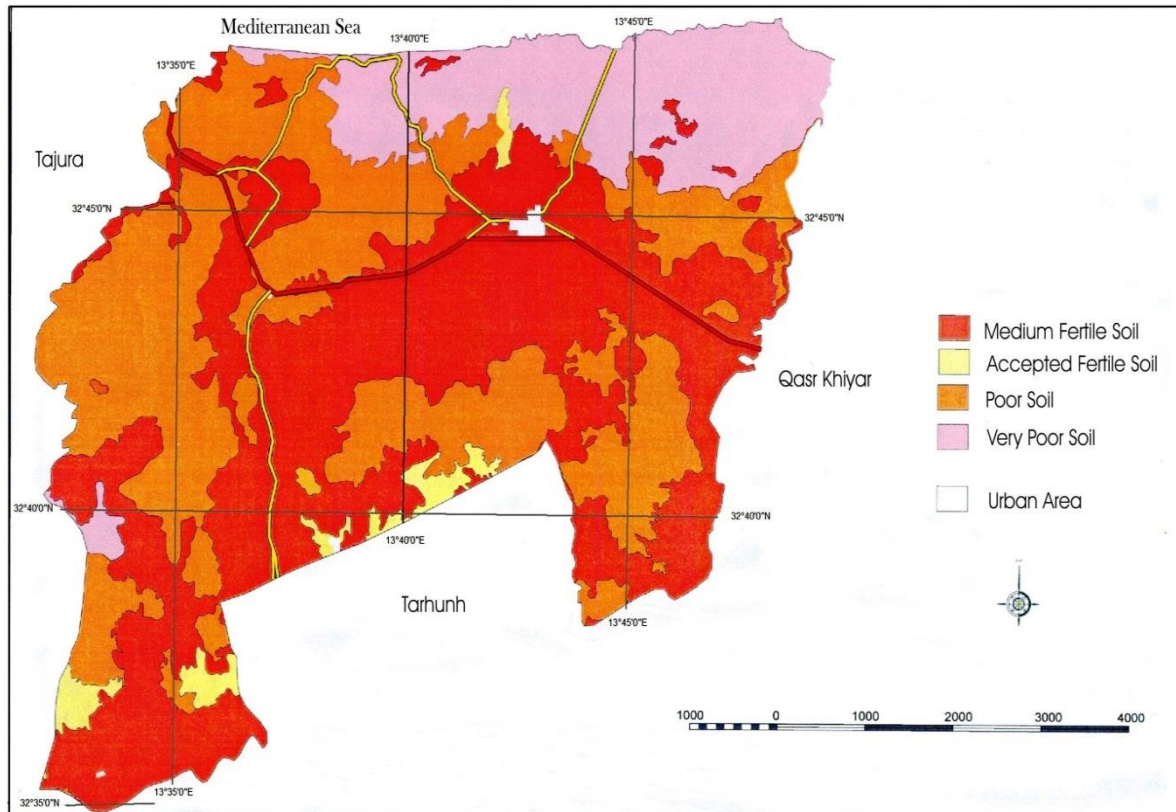 Mediterranean Sea
13°35'0"E
13°40'0"E
13°45'0"E
Tajura
32°45'0"N
32°45'0"N
Qasr Khiyar
Medium Fertile Soil
Accepted Fertile Soil
Poor Soil
Very Poor Soil
Urban Area
32°40'0"N
32°40'0"N
13°40'0"E
Tarhunh
13°45'0"E
1000 0 1000 2000 3000 4000
13°35'0"E
32°35'0"N